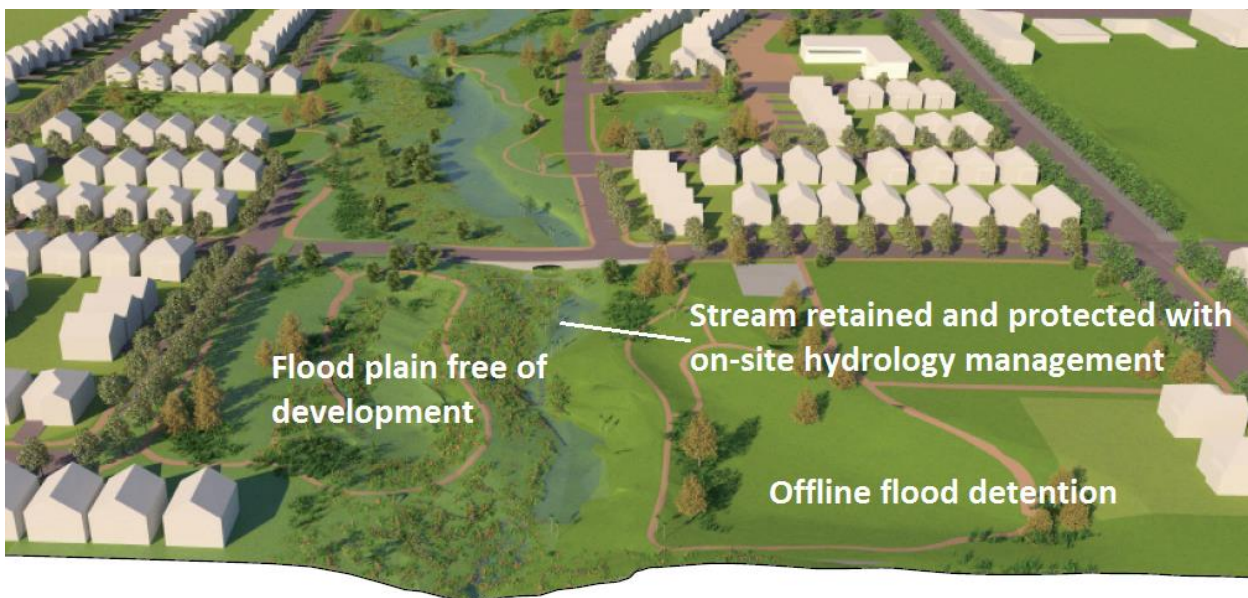 Stream retained and protected with
on-site hydrology management
Flood plain free of
development
Offline flood detention